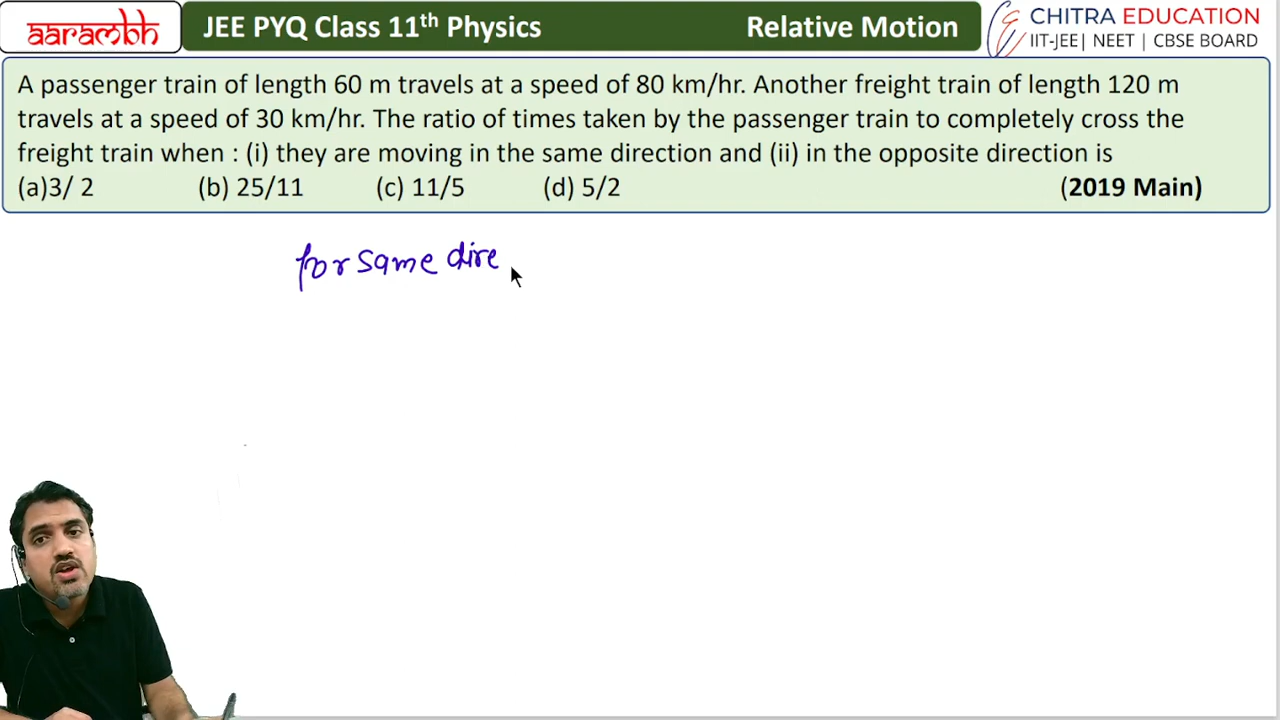 aarambh
JEE PYQ Class 11th Physics
Relative Motion
CHITRA EDUCATION
IIT-JEE| NEET | CBSE BOARD
A passenger train of length 60 m travels at a speed of 80 km/hr. Another freight train of length 120 m
travels at a speed of 30 km/hr. The ratio of times taken by the passenger train to completely cross the
freight train when : (i) they are moving in the same direction and (ii) in the opposite direction is
(a)3/ 2 (b) 25/11 (c) 11/5 (d) 5/2 (2019 Main)
for same dire